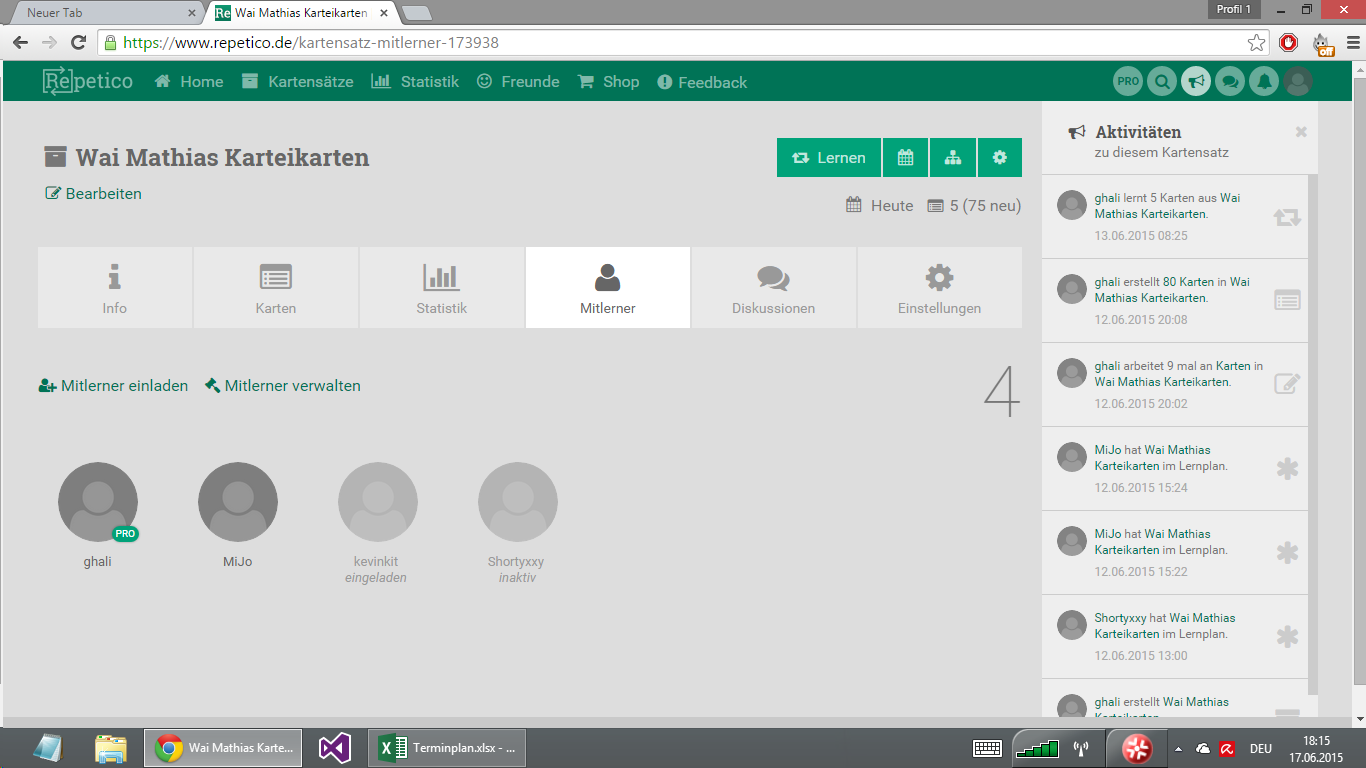 Neuer Tab
Re Wai Mathias Karteikarten
Profil 1
https://www.repetico.de/kartensatz-mitlerner-173938
off
Re]petico
Home
Kartensätze
Statistik
Freunde
Shop
Feedback
PRO
Wai Mathias Karteikarten
Bearbeiten
Lernen
Heute
5 (75 neu)
Info
Karten
Statistik
Mitlerner
Diskussionen
Einstellungen
Mitlerner einladen
Mitlerner verwalten
4
PRO
ghali
MiJo
kevinkit
eingeladen
Shortyxxy
inaktiv
Aktivitäten
zu diesem Kartensatz
ghali lernt 5 Karten aus Wai
Mathias Karteikarten.
13.06.2015 08:25
ghali erstellt 80 Karten in Wai
Mathias Karteikarten.
12.06.2015 20:08
ghali arbeitet 9 mal an Karten in
Wai Mathias Karteikarten.
12.06.2015 20:02
MiJo hat Wai Mathias
Karteikarten im Lernplan.
12.06.2015 15:24
MiJo hat Wai Mathias
Karteikarten im Lernplan.
12.06.2015 15:22
Shortyxxy hat Wai Mathias
Karteikarten im Lernplan.
12.06.2015 13:00
ghali erstellt Wai Mathias
Karteikarten.
Wai Mathias Karte...
Terminplan.xlsx - ...
DEU
18:15
17.06.2015